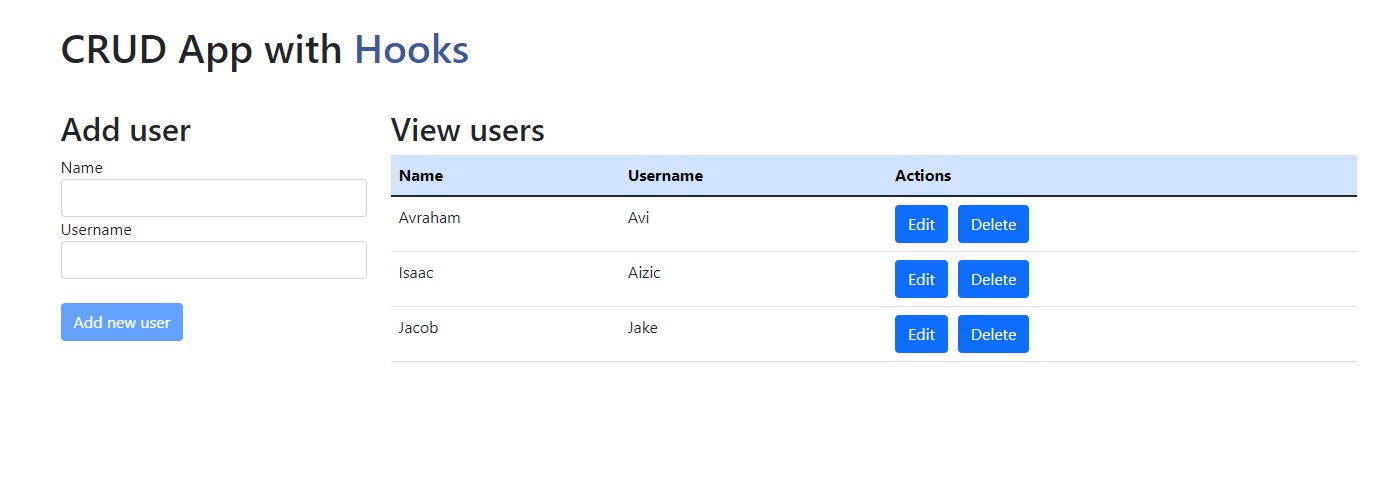 CRUD App with Hooks
Add user
Name
Username
Add new user
View users
Name Username Actions
Avraham Avi Edit Delete
Isaac Aizic Edit Delete
Jacob Jake Edit Delete